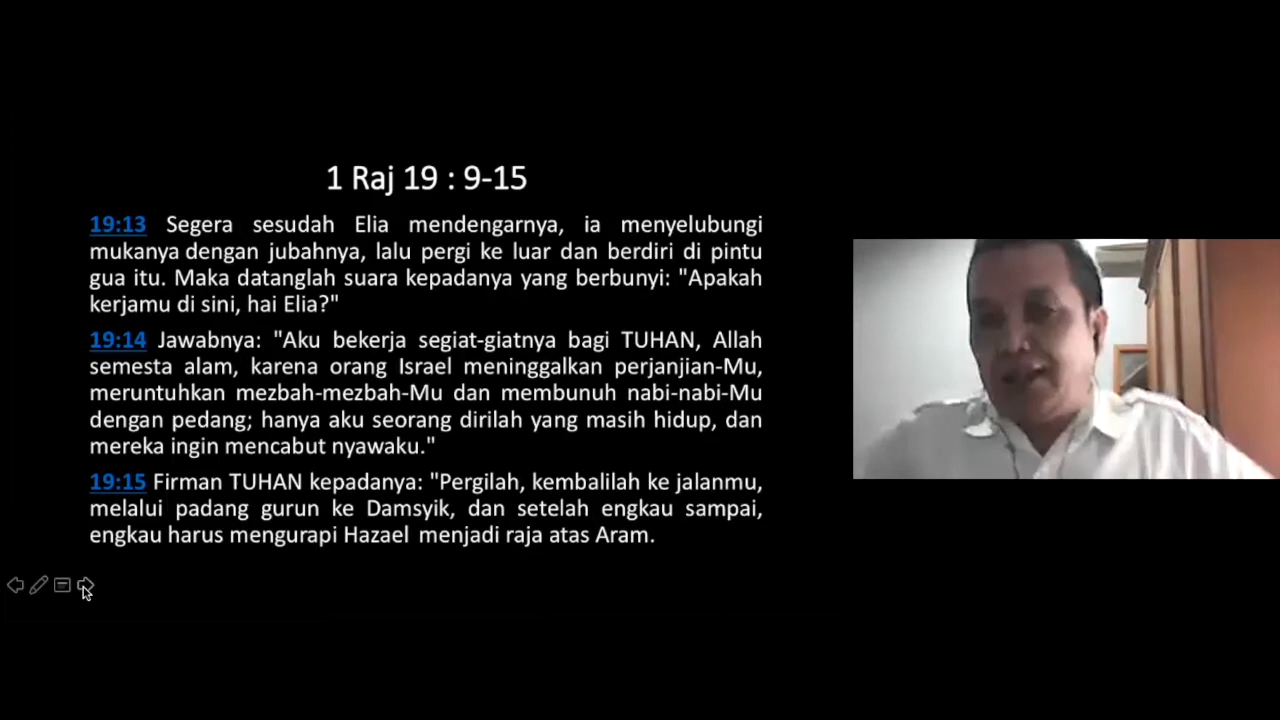 1 Raj 19 : 9-15
19:13 Segera sesudah Elia mendengarnya, ia menyelubungi
mukanya dengan jubahnya, lalu pergi ke luar dan berdiri di pintu
gua itu. Maka datanglah suara kepadanya yang berbunyi: "Apakah
kerjamu di sini, hai Elia?"
19:14 Jawabnya: "Aku bekerja segiat-giatnya bagi TUHAN, Allah
semesta alam, karena orang Israel meninggalkan perjanjian-Mu,
meruntuhkan mezbah-mezbah-Mu dan membunuh nabi-nabi-Mu
dengan pedang; hanya aku seorang dirilah yang masih hidup, dan
mereka ingin mencabut nyawaku."
19:15 Firman TUHAN kepadanya: "Pergilah, kembalilah ke jalanmu,
melalui padang gurun ke Damsyik, dan setelah engkau sampai,
engkau harus mengurapi Hazael menjadi raja atas Aram.